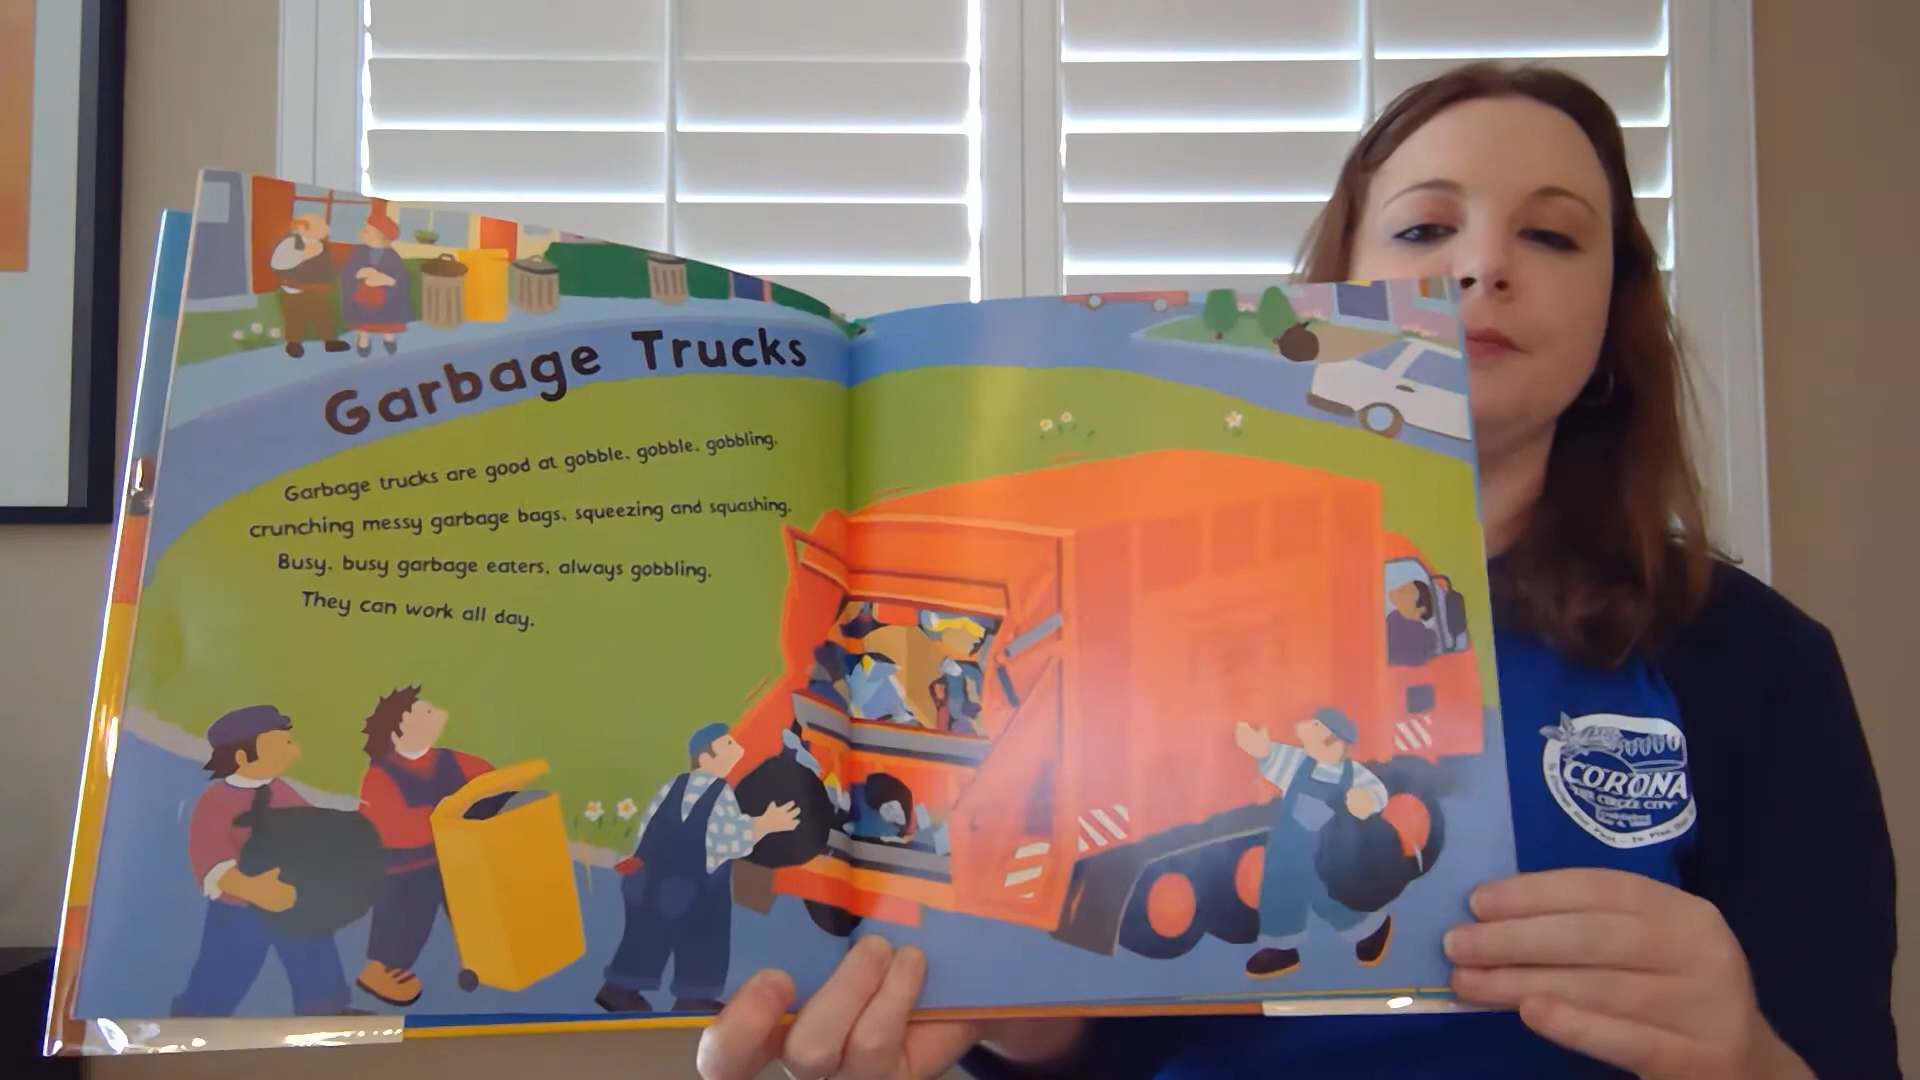 Garbage Trucks
Garbage trucks are good at gobble, gobble, gobbling,
crunching messy garbage bags, squeezing and squashing.
Busy, busy garbage eaters, always gobbling.
They can work all day.
CORONA
"THE CIRCLE CITY"